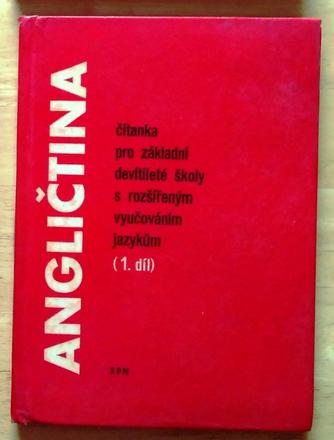 ANGLIČTINA
čítanka
pro základní
devítileté školy
s rozšířeným
vyučováním
jazykům
(1. díl)
SPN